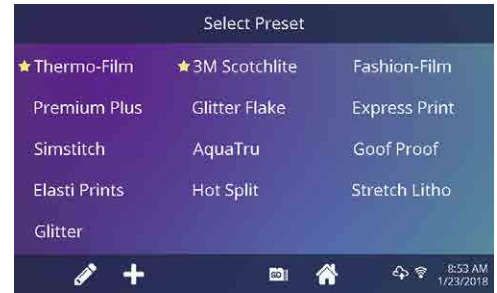 Select Preset
Thermo-Film
3M Scotchlite
Fashion-Film
Premium Plus
Glitter Flake
Express Print
Simstitch
AquaTru
Goof Proof
Elasti Prints
Hot Split
Stretch Litho
Glitter
GO
8:53 AM
1/23/2018